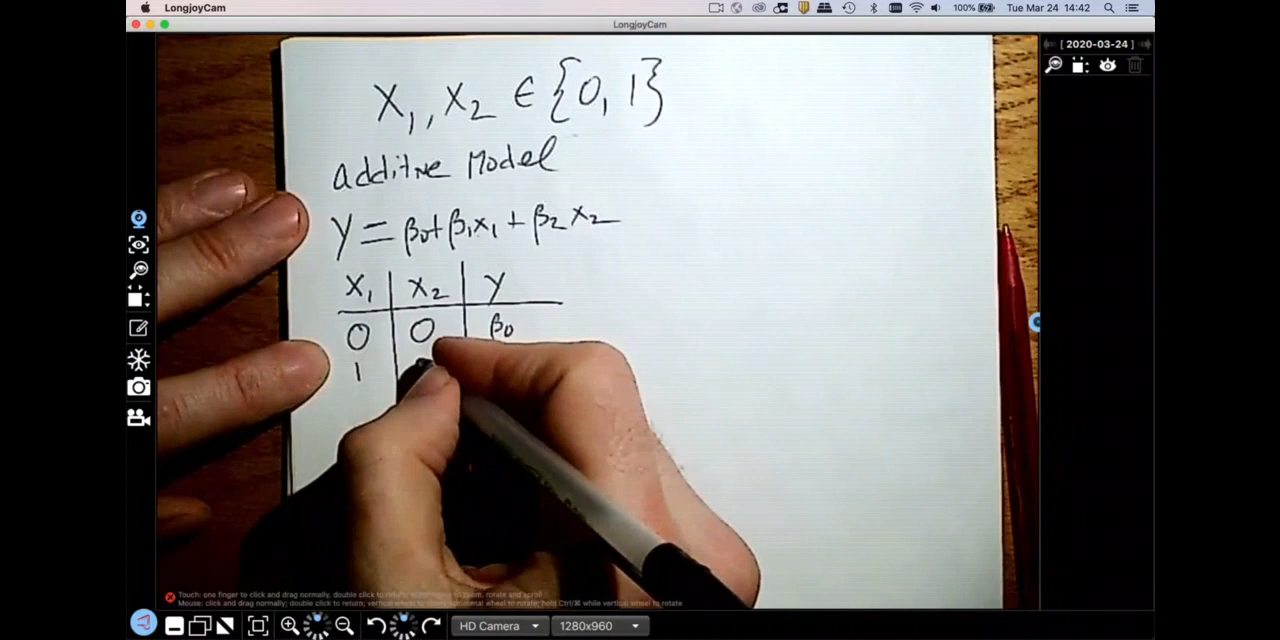 LongjoyCam
100%
Tue Mar 24 14:42
LongjoyCam
[ 2020-03-24 ]
X₁, X₂ ∈ {0, 1}
additive Model
Y = β₀+ β₁x₁ + β₂x₂
X₁ X₂ Y
0 0 β₀
1
HD Camera
1280x960